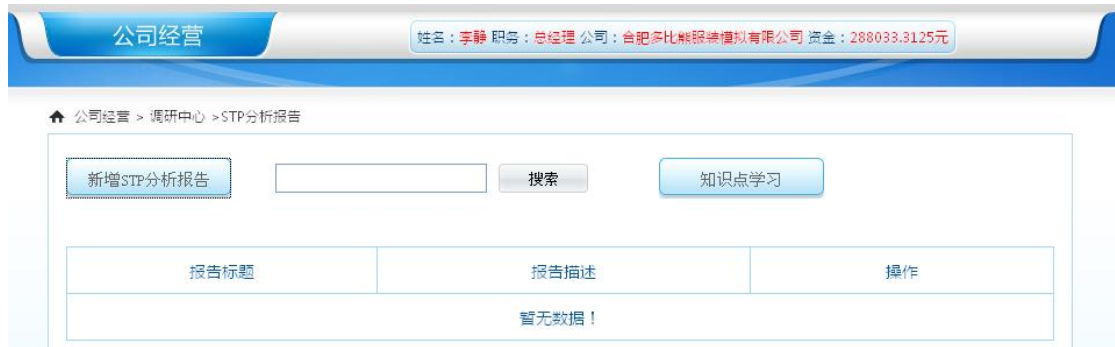 公司经营
姓名：李静 职务：总经理 公司：合肥多比熊服装模拟有限公司 资金：288033.3125元
公司经营 > 调研中心 >STP分析报告
新增STP分析报告 搜索 知识点学习
报告标题 报告描述 操作
暂无数据！